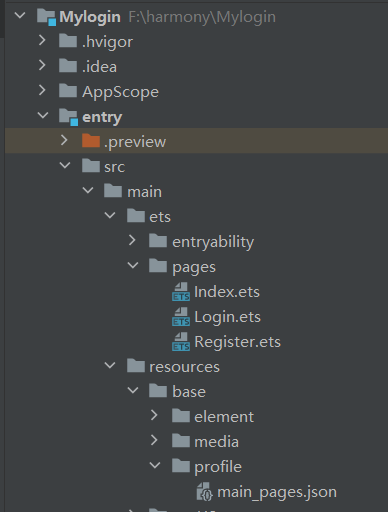 Mylogin F:\harmony\Mylogin
.hvigor
.idea
AppScope
entry
.preview
src
main
ets
entryability
pages
Index.ets
Login.ets
Register.ets
resources
base
element
media
profile
main_pages.json